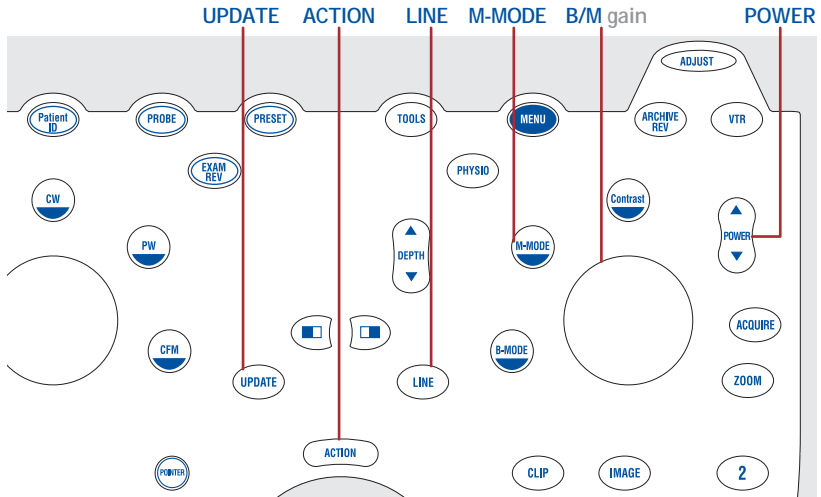 UPDATE ACTION LINE M-MODE B/M gain POWER
ADJUST
Patient
ID
PROBE
PRESET
TOOLS
MENU
ARCHIVE
REV
VTR
EXAM
REV
PHYSIO
CW
Contrast
PW
DEPTH
M-MODE
POWER
CFM
B-MODE
ACQUIRE
UPDATE
LINE
ZOOM
ACTION
POINTER
CLIP
IMAGE
2